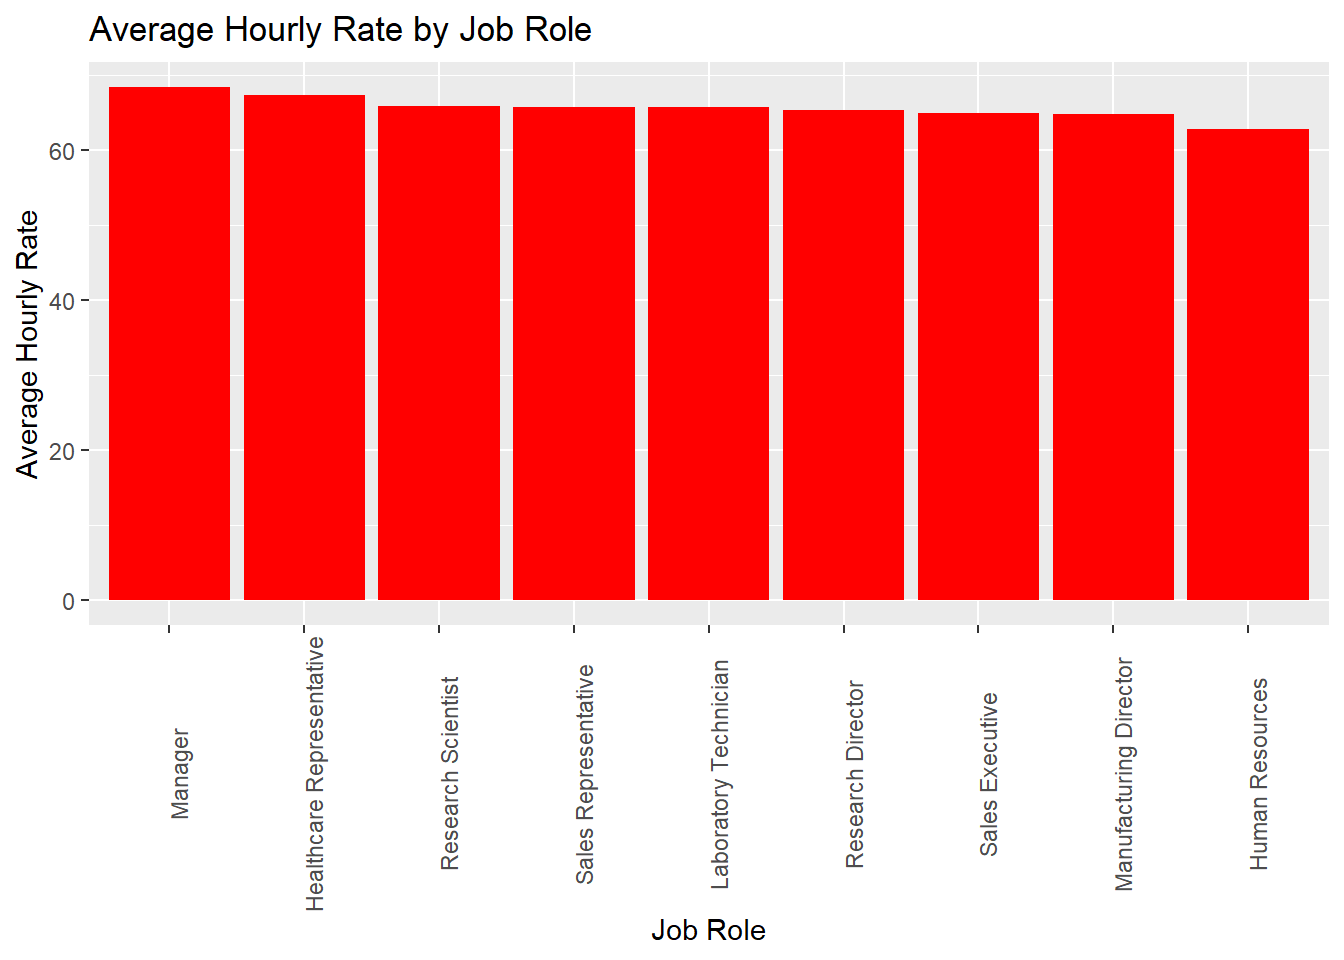 Average Hourly Rate by Job Role
Average Hourly Rate
60
40
20
0
Manager
Healthcare Representative
Research Scientist
Sales Representative
Laboratory Technician
Research Director
Sales Executive
Manufacturing Director
Human Resources
Job Role